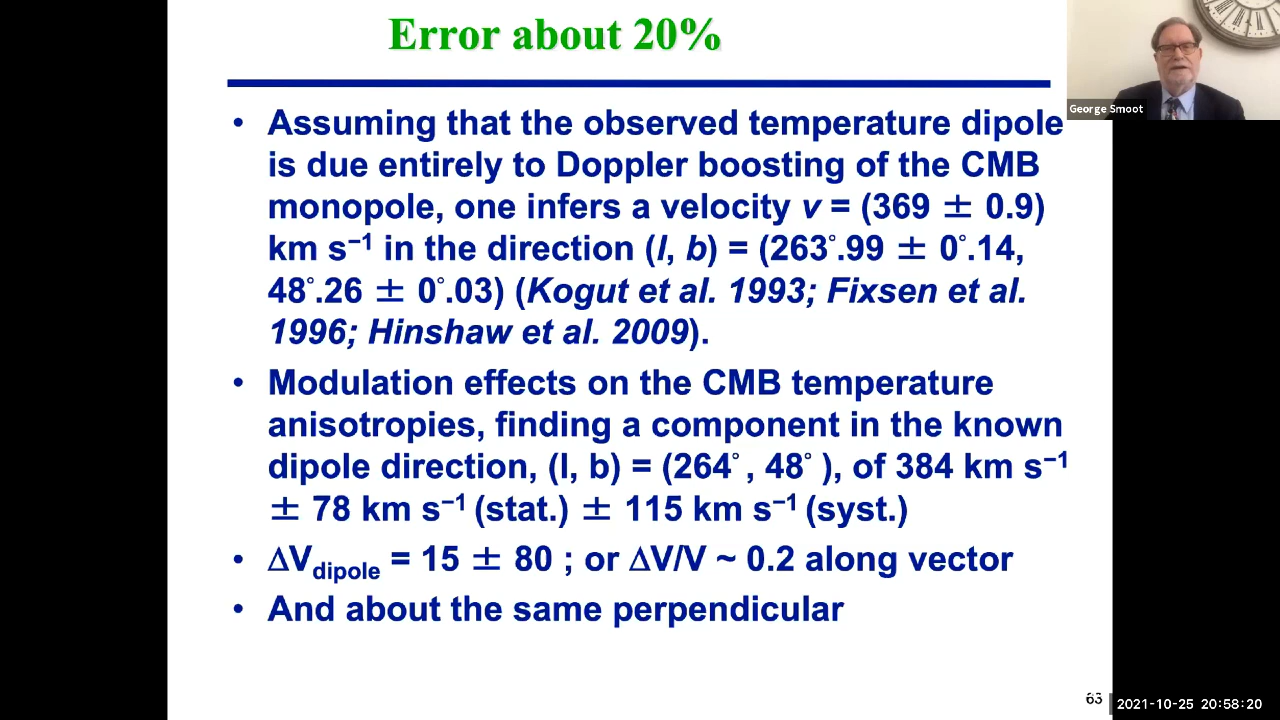 Error about 20%
George Smoot
• Assuming that the observed temperature dipole
is due entirely to Doppler boosting of the CMB
monopole, one infers a velocity v = (369 ± 0.9)
km s⁻¹ in the direction (l, b) = (263°.99 ± 0°.14,
48°.26 ± 0°.03) (Kogut et al. 1993; Fixsen et al.
1996; Hinshaw et al. 2009).
• Modulation effects on the CMB temperature
anisotropies, finding a component in the known
dipole direction, (l, b) = (264°, 48°), of 384 km s⁻¹
± 78 km s⁻¹ (stat.) ± 115 km s⁻¹ (syst.)
• ΔV_dipole = 15 ± 80 ; or ΔV/V ~ 0.2 along vector
• And about the same perpendicular
63
2021-10-25 20:58:20